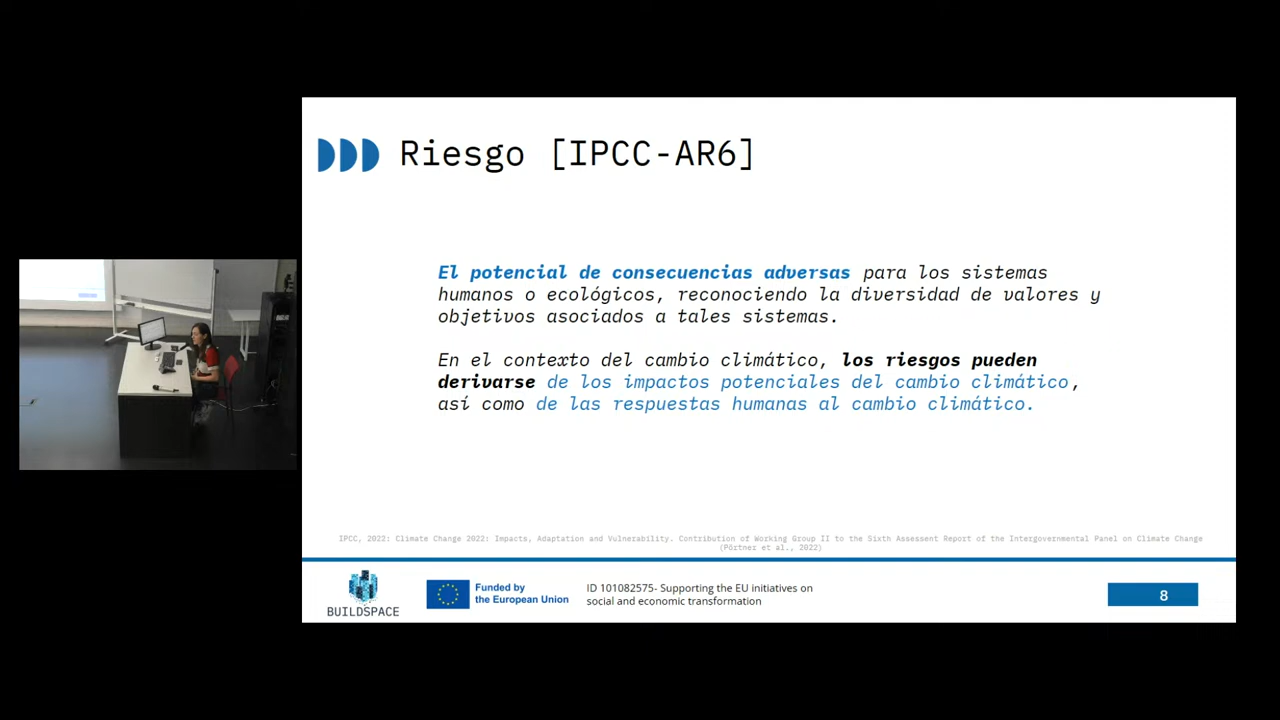 Riesgo [IPCC-AR6]
El potencial de consecuencias adversas para los sistemas
humanos o ecológicos, reconociendo la diversidad de valores y
objetivos asociados a tales sistemas.
En el contexto del cambio climático, los riesgos pueden
derivarse de los impactos potenciales del cambio climático,
así como de las respuestas humanas al cambio climático.
IPCC, 2022: Climate Change 2022: Impacts, Adaptation and Vulnerability. Contribution of Working Group II to the Sixth Assessment Report of the Intergovernmental Panel on Climate Change
(Pörtner et al., 2022)
BUILDSPACE
Funded by
the European Union
ID 101082575- Supporting the EU initiatives on
social and economic transformation
8